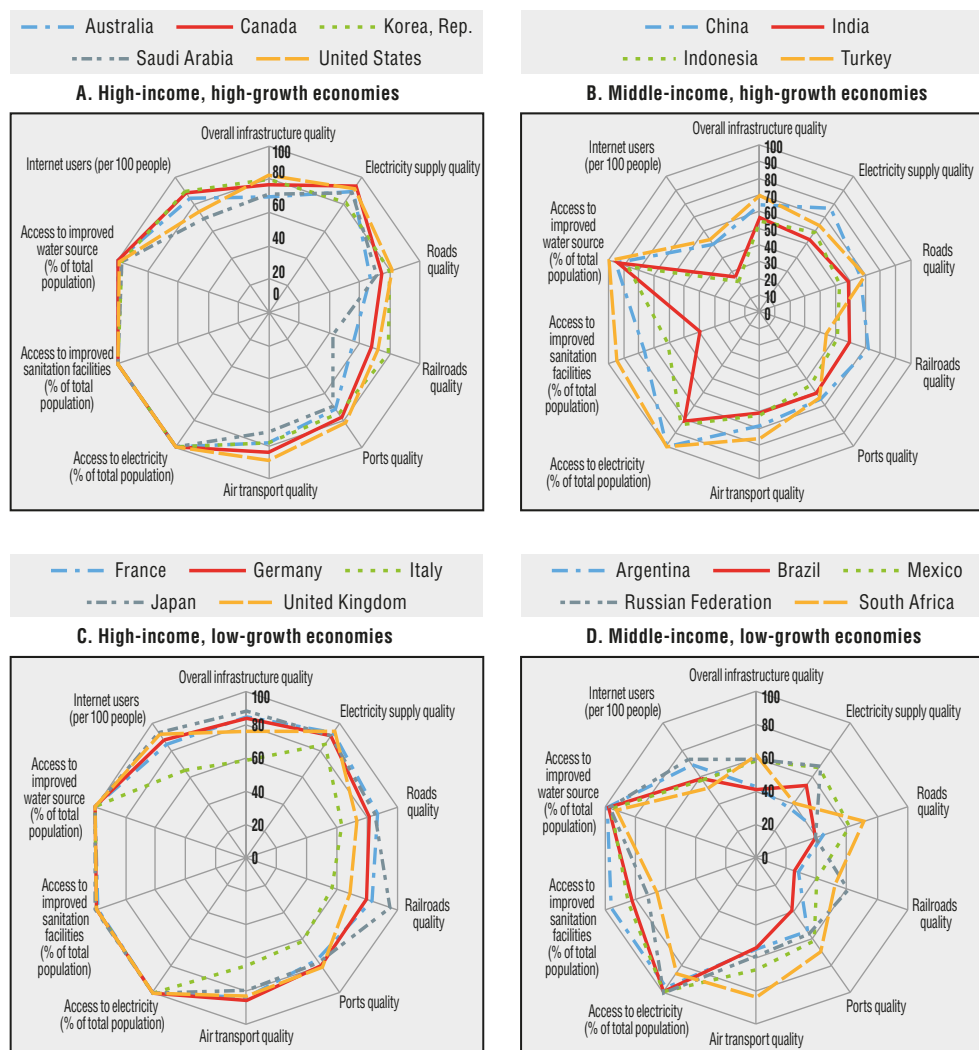 Australia Canada Korea, Rep.
Saudi Arabia United States
A. High-income, high-growth economies
Overall infrastructure quality
Internet users (per 100 people)
Electricity supply quality
Access to improved
water source
(% of total
population)
Roads
quality
Access to improved
sanitation facilities
(% of total
population)
Railroads
quality
Access to electricity
(% of total population)
Ports quality
Air transport quality
100
80
60
40
20
0
China India
Indonesia Turkey
B. Middle-income, high-growth economies
Overall infrastructure quality
Internet users
(per 100 people)
Electricity supply quality
Access to
improved
water source
(% of total
population)
Roads
quality
Access to
improved
sanitation
facilities
(% of total
population)
Railroads
quality
Access to electricity
(% of total population)
Ports quality
Air transport quality
100
90
80
70
60
50
40
30
20
10
0
France Germany Italy
Japan United Kingdom
C. High-income, low-growth economies
Overall infrastructure quality
Internet users
(per 100 people)
Electricity supply quality
Access to
improved
water source
(% of total
population)
Roads
quality
Access to
improved
sanitation
facilities
(% of total
population)
Railroads
quality
Access to electricity
(% of total population)
Ports quality
Air transport quality
100
80
60
40
20
0
Argentina Brazil Mexico
Russian Federation South Africa
D. Middle-income, low-growth economies
Overall infrastructure quality
Internet users
(per 100 people)
Electricity supply quality
Access to
improved
water source
(% of total
population)
Roads
quality
Access to
improved
sanitation
facilities
(% of total
population)
Railroads
quality
Access to electricity
(% of total population)
Ports quality
Air transport quality
100
80
60
40
20
0